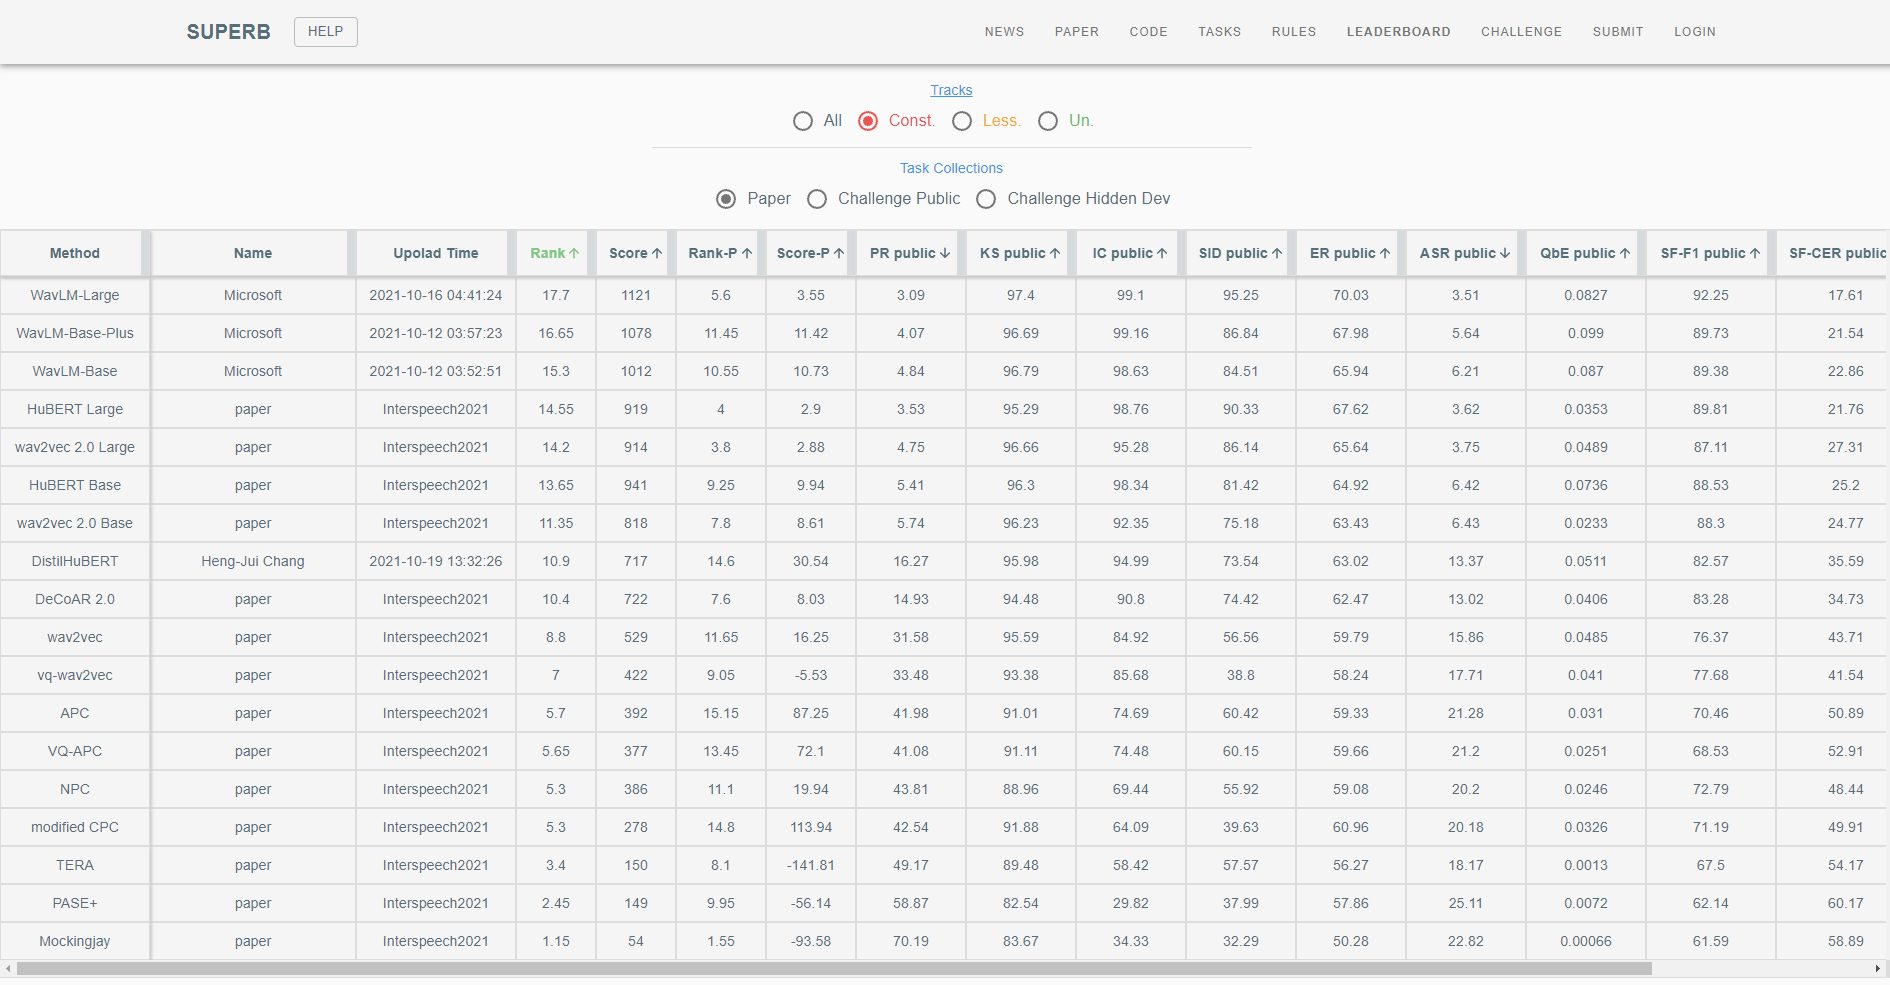 SUPERB HELP NEWS PAPER CODE TASKS RULES LEADERBOARD CHALLENGE SUBMIT LOGIN
Tracks
All Const. Less. Un.
Task Collections
Paper Challenge Public Challenge Hidden Dev
Method Name Upolad Time Rank↑ Score↑ Rank-P↑ Score-P↑ PR public↓ KS public↑ IC public↑ SID public↑ ER public↑ ASR public↓ QbE public↑ SF-F1 public↑ SF-CER public
WavLM-Large Microsoft 2021-10-16 04:41:24 17.7 1121 5.6 3.55 3.09 97.4 99.1 95.25 70.03 3.51 0.0827 92.25 17.61
WavLM-Base-Plus Microsoft 2021-10-12 03:57:23 16.65 1078 11.45 11.42 4.07 96.69 99.16 86.84 67.98 5.64 0.099 89.73 21.54
WavLM-Base Microsoft 2021-10-12 03:52:51 15.3 1012 10.55 10.73 4.84 96.79 98.63 84.51 65.94 6.21 0.087 89.38 22.86
HuBERT Large paper Interspeech2021 14.55 919 4 2.9 3.53 95.29 98.76 90.33 67.62 3.62 0.0353 89.81 21.76
wav2vec 2.0 Large paper Interspeech2021 14.2 914 3.8 2.88 4.75 96.66 95.28 86.14 65.64 3.75 0.0489 87.11 27.31
HuBERT Base paper Interspeech2021 13.65 941 9.25 9.94 5.41 96.3 98.34 81.42 64.92 6.42 0.0736 88.53 25.2
wav2vec 2.0 Base paper Interspeech2021 11.35 818 7.8 8.61 5.74 96.23 92.35 75.18 63.43 6.43 0.0233 88.3 24.77
DistilHuBERT Heng-Jui Chang 2021-10-19 13:32:26 10.9 717 14.6 30.54 16.27 95.98 94.99 73.54 63.02 13.37 0.0511 82.57 35.59
DeCoAR 2.0 paper Interspeech2021 10.4 722 7.6 8.03 14.93 94.48 90.8 74.42 62.47 13.02 0.0406 83.28 34.73
wav2vec paper Interspeech2021 8.8 529 11.65 16.25 31.58 95.59 84.92 56.56 59.79 15.86 0.0485 76.37 43.71
vq-wav2vec paper Interspeech2021 7 422 9.05 -5.53 33.48 93.38 85.68 38.8 58.24 17.71 0.041 77.68 41.54
APC paper Interspeech2021 5.7 392 15.15 87.25 41.98 91.01 74.69 60.42 59.33 21.28 0.031 70.46 50.89
VQ-APC paper Interspeech2021 5.65 377 13.45 72.1 41.08 91.11 74.48 60.15 59.66 21.2 0.0251 68.53 52.91
NPC paper Interspeech2021 5.3 386 11.1 19.94 43.81 88.96 69.44 55.92 59.08 20.2 0.0246 72.79 48.44
modified CPC paper Interspeech2021 5.3 278 14.8 113.94 42.54 91.88 64.09 39.63 60.96 20.18 0.0326 71.19 49.91
TERA paper Interspeech2021 3.4 150 8.1 -141.81 49.17 89.48 58.42 57.57 56.27 18.17 0.0013 67.5 54.17
PASE+ paper Interspeech2021 2.45 149 9.95 -56.14 58.87 82.54 29.82 37.99 57.86 25.11 0.0072 62.14 60.17
Mockingjay paper Interspeech2021 1.15 54 1.55 -93.58 70.19 83.67 34.33 32.29 50.28 22.82 0.00066 61.59 58.89